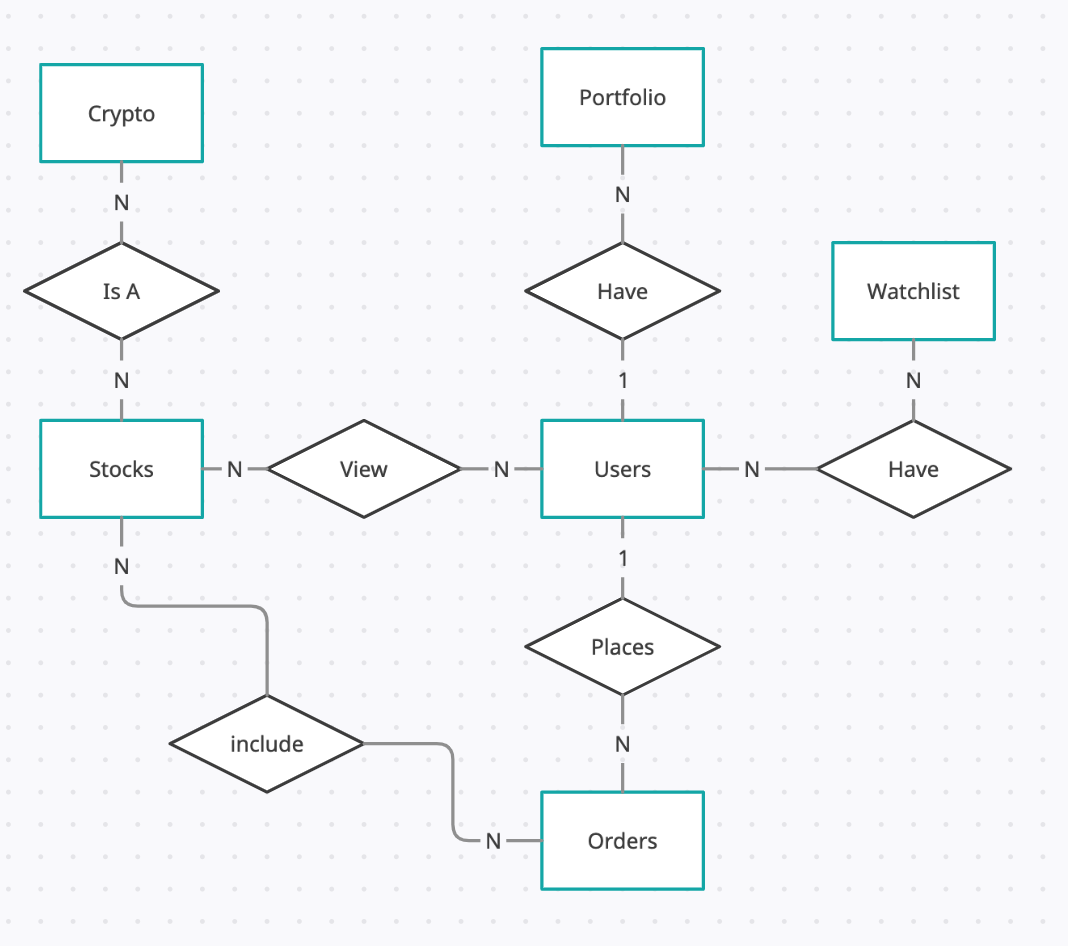 Crypto
Portfolio
N
N
Is A
Have
Watchlist
N
1
N
Stocks
N
View
N
Users
N
Have
N
1
Places
include
N
N
Orders